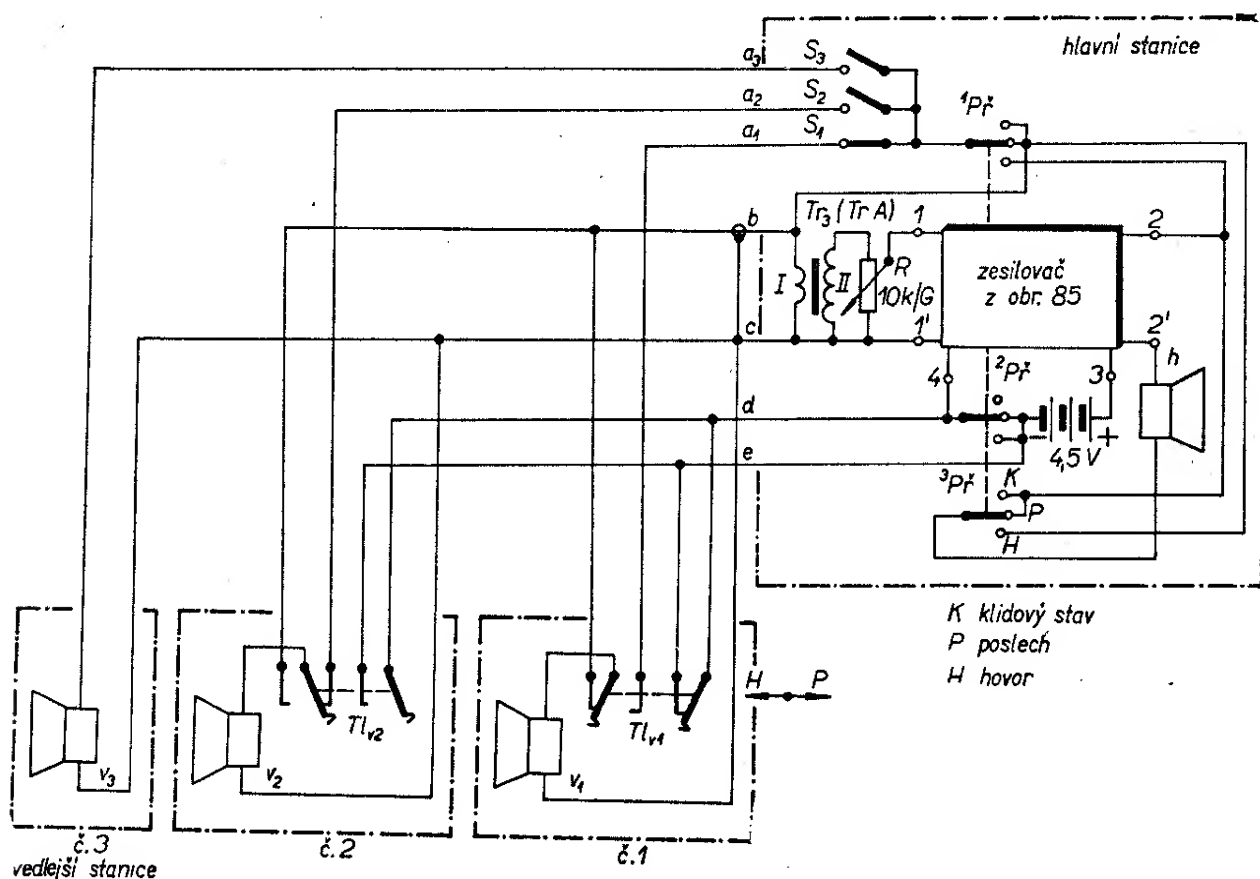 hlavní stanice
a₃ S₃
a₂ S₂
a₁ S₁
¹Př
b
Tr₃ (Tr A)
1
2
I
II
R
10k/G
zesilovač
z obr. 85
c
1'
2'
h
4
²Př
3
d
4,5 V
+
e
³Př
K
P
H
K klidový stav
P poslech
H hovor
H P
v₃
v₂
Tlᵥ₂
v₁
Tlᵥ₁
č.3
č.2
č.1
vedlejší stanice